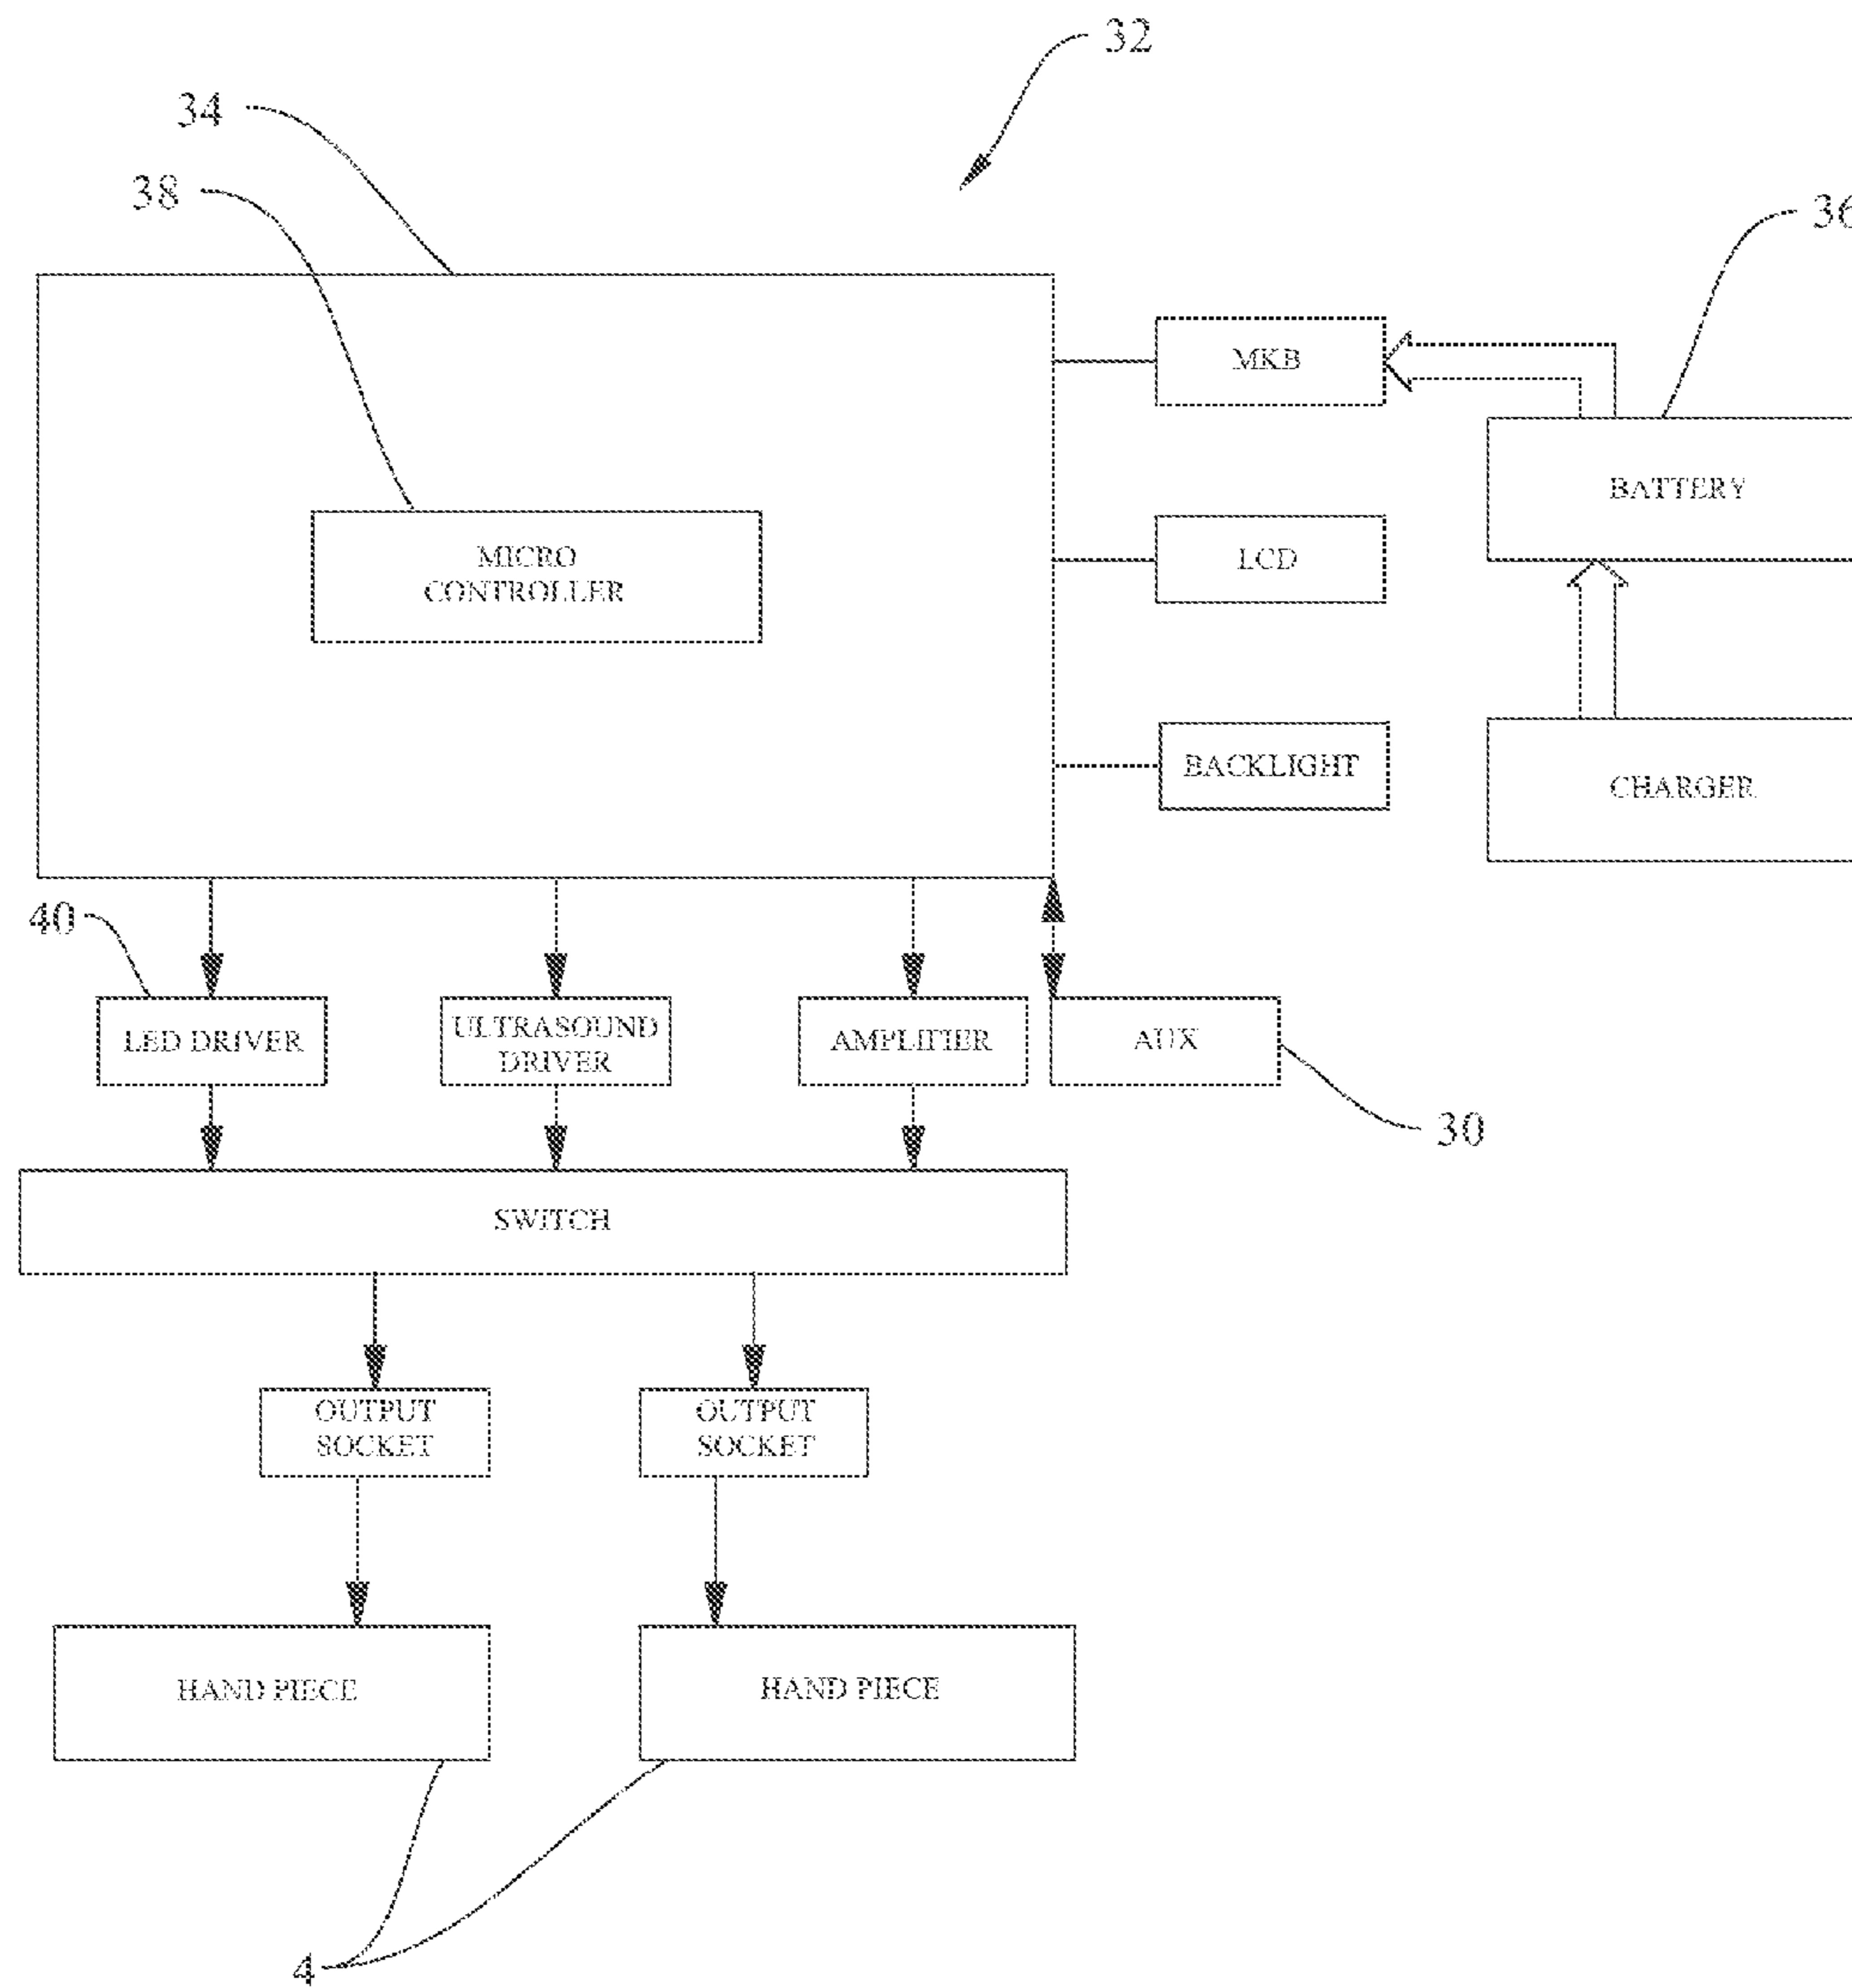 32
34
38
36
MKB
BATTERY
MICRO
CONTROLLER
LCD
BACKLIGHT
CHARGER
40
LED DRIVER
ULTRASOUND
DRIVER
AMPLITIER
AUX
30
SWITCH
OUTPUT
SOCKET
OUTPUT
SOCKET
HAND PIECE
HAND PIECE
4